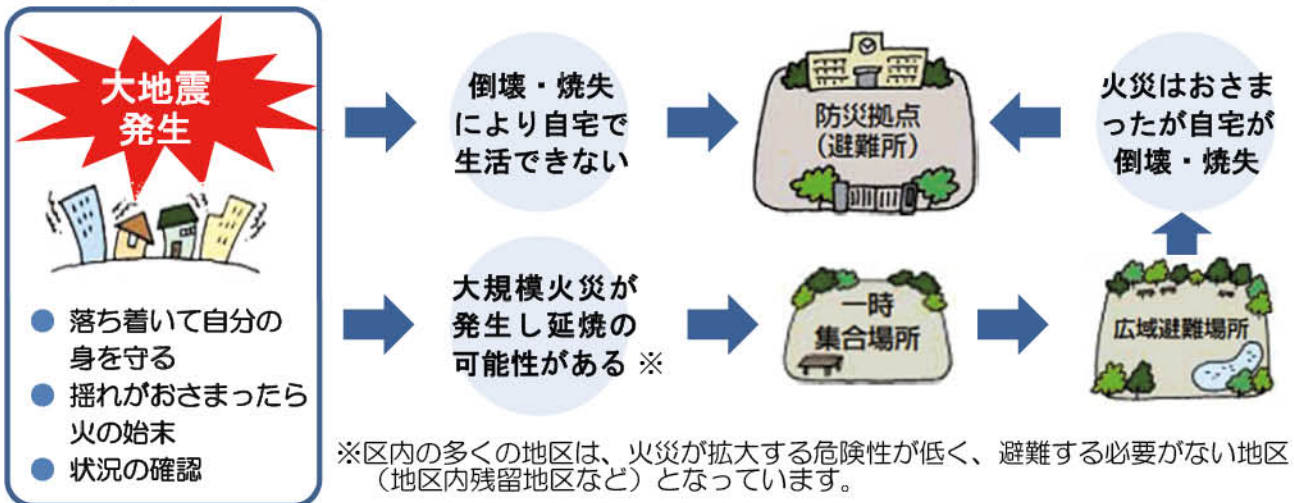 大地震
発生
落ち着いて自分の
身を守る
揺れがおさまったら
火の始末
状況の確認
倒壊・焼失
により自宅で
生活できない
防災拠点
(避難所)
火災はおさま
ったが自宅が
倒壊・焼失
大規模火災が
発生し延焼の
可能性がある ※
一時
集合場所
広域避難場所
※区内の多くの地区は、火災が拡大する危険性が低く、避難する必要がない地区
（地区内残留地区など）となっています。